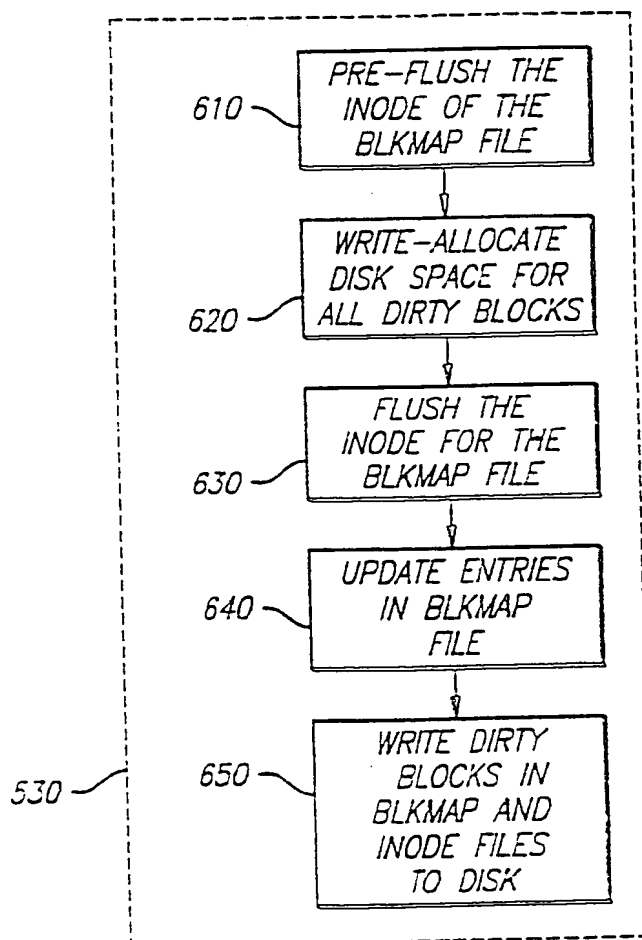 PRE-FLUSH THE
INODE OF THE
BLKMAP FILE
610
WRITE-ALLOCATE
DISK SPACE FOR
ALL DIRTY BLOCKS
620
FLUSH THE
INODE FOR THE
BLKMAP FILE
630
UPDATE ENTRIES
IN BLKMAP
FILE
640
WRITE DIRTY
BLOCKS IN
BLKMAP AND
INODE FILES
TO DISK
650
530